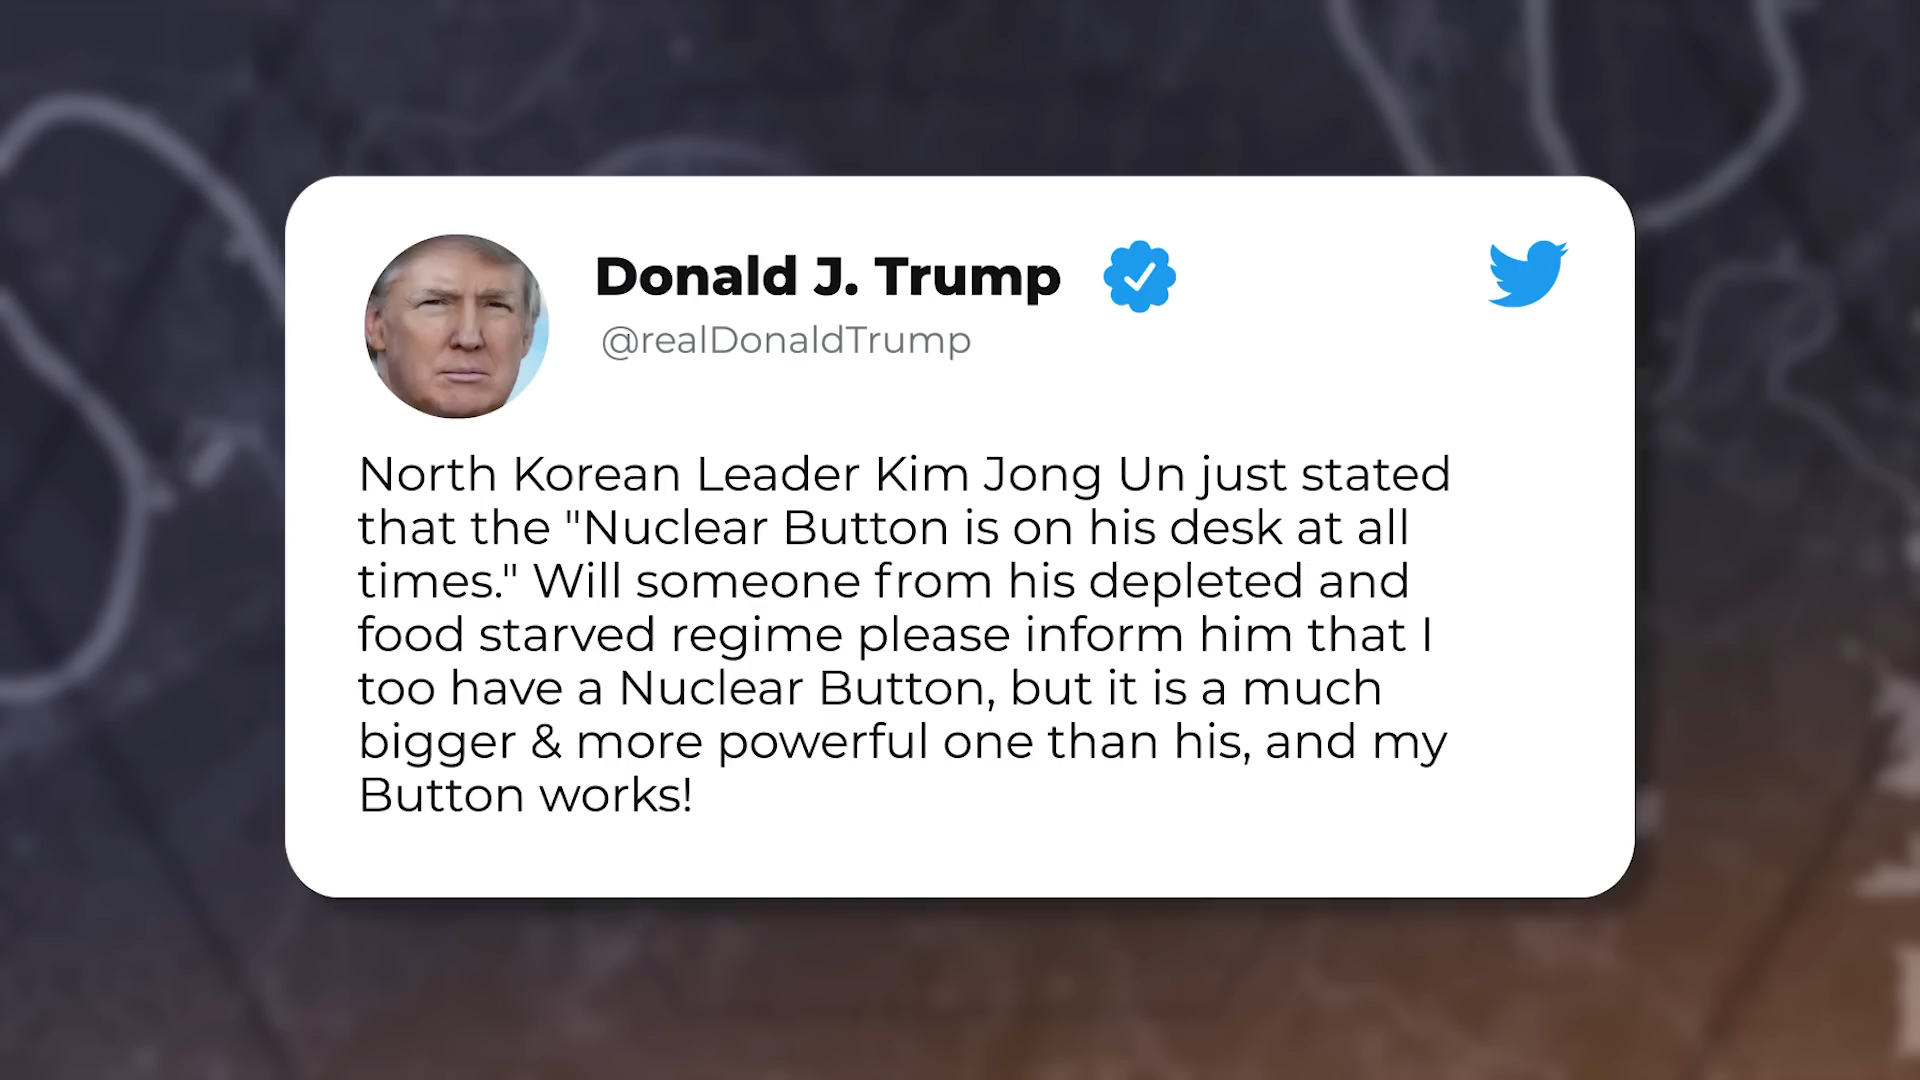 Donald J. Trump
@realDonaldTrump
North Korean Leader Kim Jong Un just stated
that the "Nuclear Button is on his desk at all
times." Will someone from his depleted and
food starved regime please inform him that I
too have a Nuclear Button, but it is a much
bigger & more powerful one than his, and my
Button works!